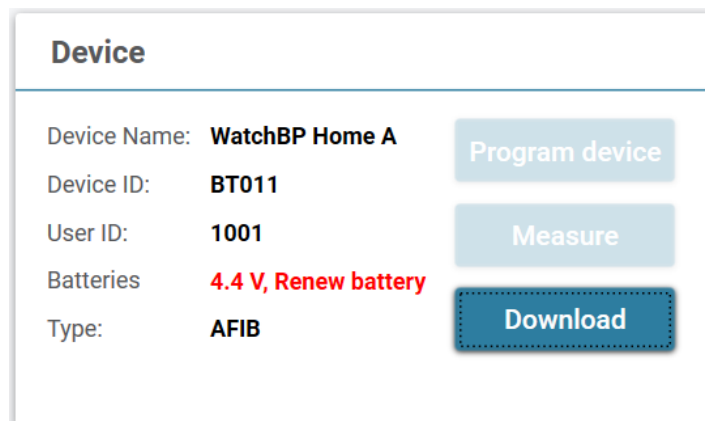 Device
Device Name: WatchBP Home A
Program device
Device ID: BT011
User ID: 1001
Measure
Batteries 4.4 V, Renew battery
Download
Type: AFIB